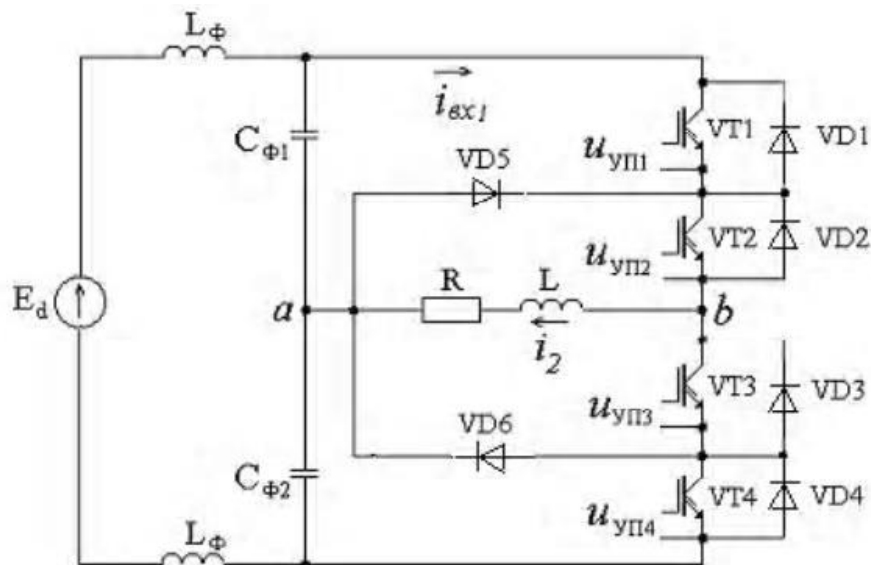 LФ
iвх1
CФ1
VT1
VD1
VD5
uУП1
VT2
VD2
uУП2
Ed
a
R
L
b
i2
VT3
VD3
VD6
uУП3
CФ2
VT4
VD4
uУП4
LФ